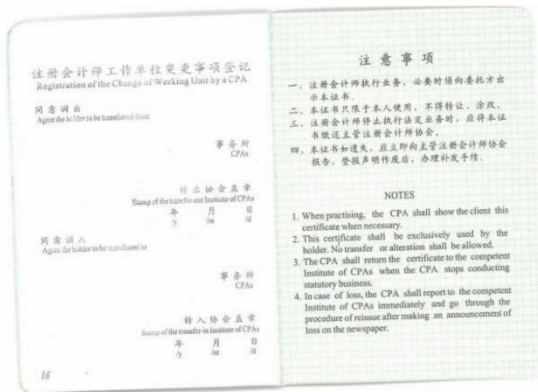 注册会计师工作单位变更事项登记
Registration of the Change of Working Unit by a CPA
同意调出
Agree the holder to be transferred from
事务所
CPAs
转出协会盖章
Stamp of the transfer-out Institute of CPAs
年 月 日
/y /m /d
同意调入
Agree the holder to be transferred to
事务所
CPAs
转入协会盖章
Stamp of the transfer-in Institute of CPAs
年 月 日
/y /m /d
16
注意事项
一、注册会计师执行业务,必要时须向委托方出
示本证书。
二、本证书只限于本人使用,不得转让、涂改。
三、注册会计师停止执行法定业务时,应将本证
书缴还主管注册会计师协会。
四、本证书如遗失,应立即向主管注册会计师协会
报告,登报声明作废后,办理补发手续。
NOTES
1. When practising, the CPA shall show the client this
certificate when necessary.
2. This certificate shall be exclusively used by the
holder. No transfer or alteration shall be allowed.
3. The CPA shall return the certificate to the competent
Institute of CPAs when the CPA stops conducting
statutory business.
4. In case of loss, the CPA shall report to the competent
Institute of CPAs immediately and go through the
procedure of reissue after making an announcement of
loss on the newspaper.